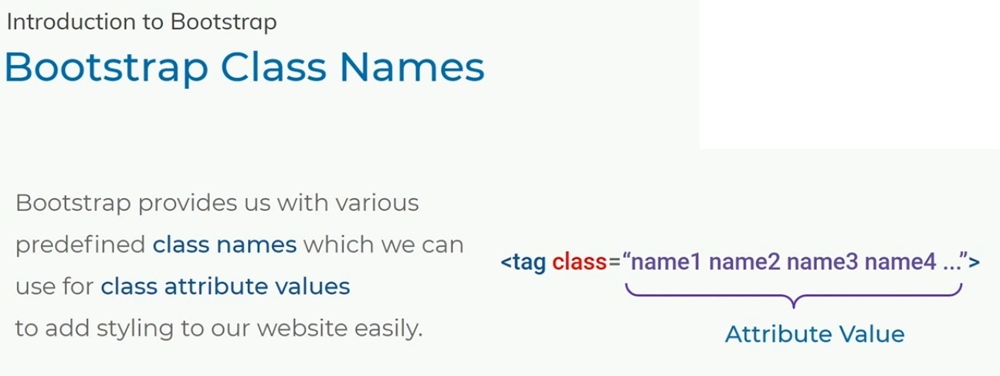 Introduction to Bootstrap
Bootstrap Class Names
Bootstrap provides us with various
predefined class names which we can
use for class attribute values
to add styling to our website easily.
<tag class=“name1 name2 name3 name4 ...”>
Attribute Value